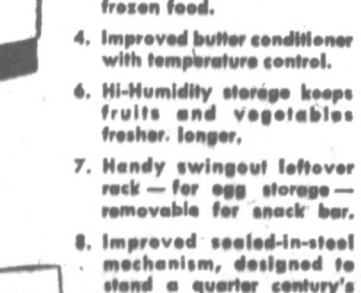 frozen food.
4. Improved butter conditioner
with temperature control.
6. Hi-Humidity storage keeps
fruits and vegetables
fresher longer.
7. Handy swingout leftover
rack — for egg storage —
removable for snack bar.
8. Improved sealed-in-steel
mechanism, designed to
stand a quarter century's